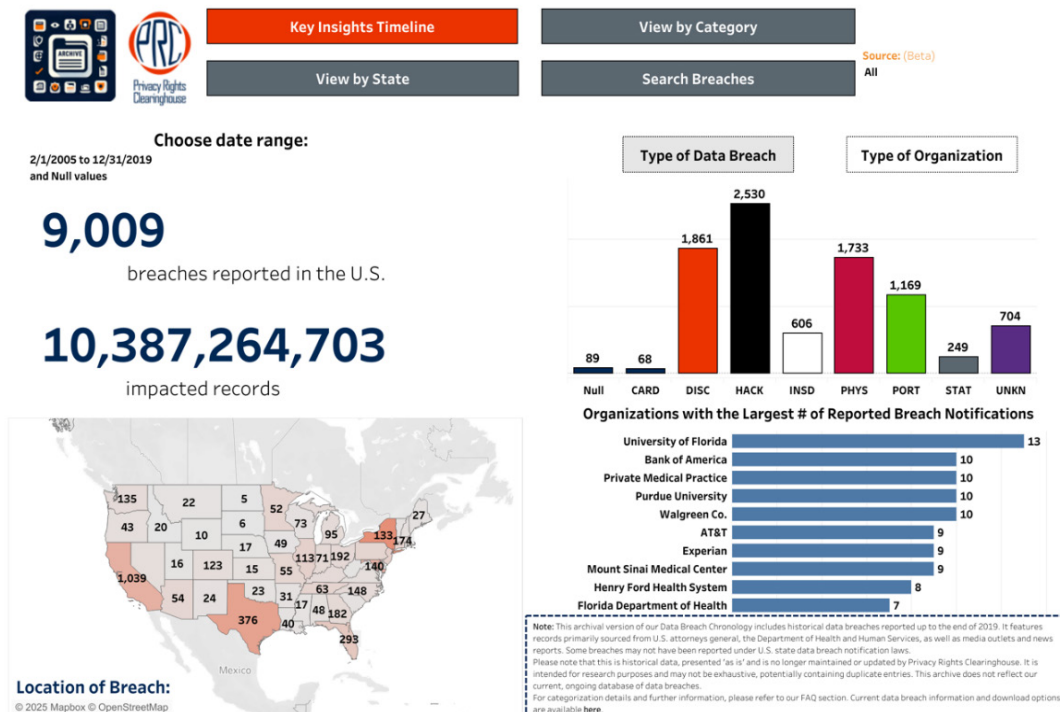 ARCHIVE
PRC
Privacy Rights
Clearinghouse
Key Insights Timeline
View by Category
View by State
Search Breaches
Source: (Beta)
All
Choose date range:
2/1/2005 to 12/31/2019
and Null values
9,009
breaches reported in the U.S.
10,387,264,703
impacted records
Type of Data Breach
Type of Organization
2,530
1,861
1,733
1,169
606
704
249
89
68
Null CARD DISC HACK INSD PHYS PORT STAT UNKN
Organizations with the Largest # of Reported Breach Notifications
University of Florida 13
Bank of America 10
Private Medical Practice 10
Purdue University 10
Walgreen Co. 10
AT&T 9
Experian 9
Mount Sinai Medical Center 9
Henry Ford Health System 8
Florida Department of Health 7
135
22
5
52
27
43
20
6
73
95
133
174
10
17
49
1,039
16
123
15
55
113
71
192
140
54
24
23
31
63
148
376
40
17
48
182
293
Mexico
Location of Breach:
© 2025 Mapbox © OpenStreetMap
Note: This archival version of our Data Breach Chronology includes historical data breaches reported up to the end of 2019. It features
records primarily sourced from U.S. attorneys general, the Department of Health and Human Services, as well as media outlets and news
reports. Some breaches may not have been reported under U.S. state data breach notification laws.
Please note that this is historical data, presented 'as is' and is no longer maintained or updated by Privacy Rights Clearinghouse. It is
intended for research purposes and may not be exhaustive, potentially containing duplicate entries. This archive does not reflect our
current, ongoing database of data breaches.
For categorization details and further information, please refer to our FAQ section. Current data breach information and download options
are available here.